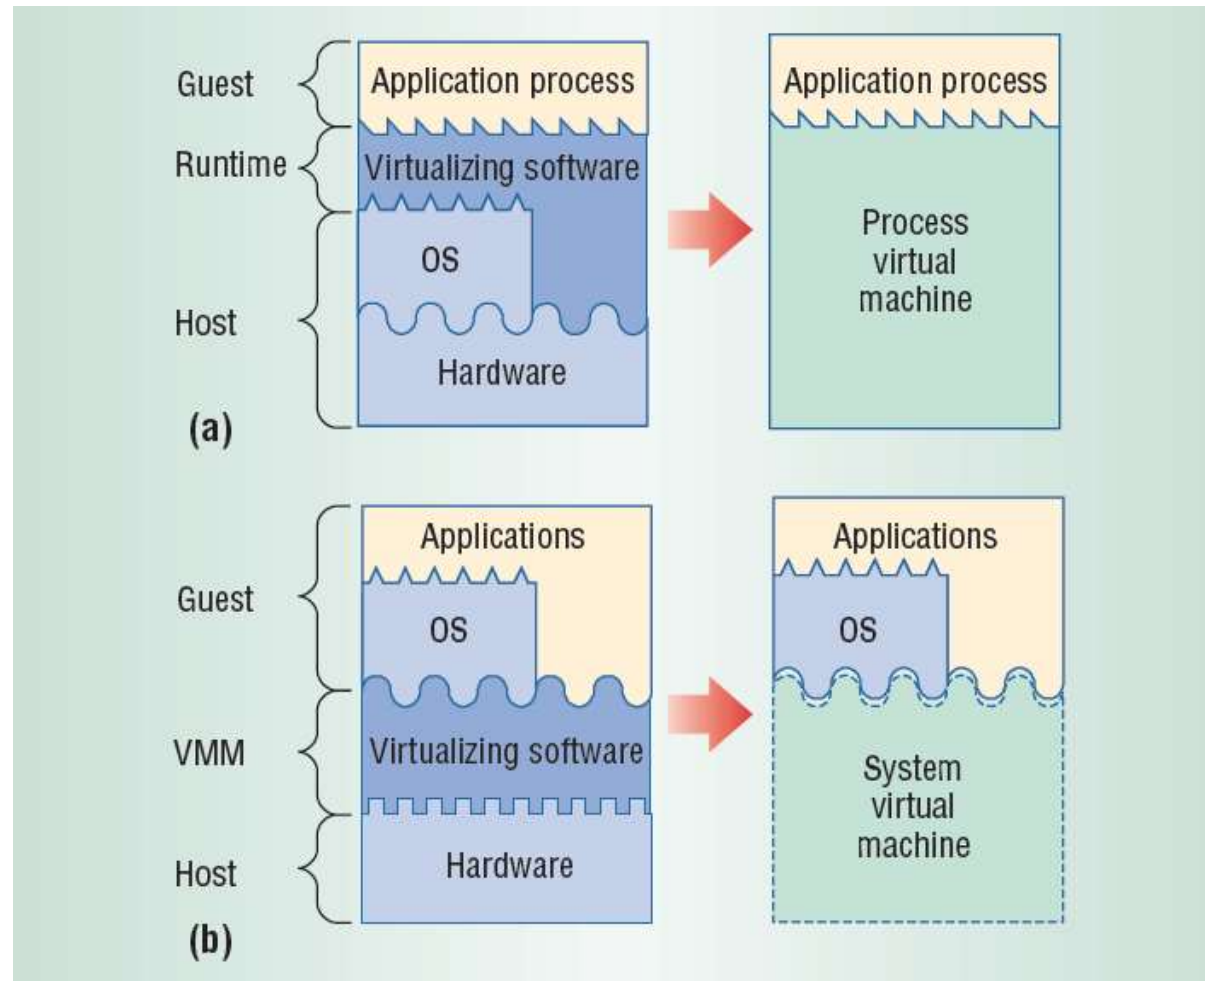 Guest
Application process
Application process
Runtime
Virtualizing software
OS
Process
virtual
machine
Host
Hardware
(a)
Applications
Applications
Guest
OS
OS
VMM
Virtualizing software
System
virtual
machine
Host
Hardware
(b)